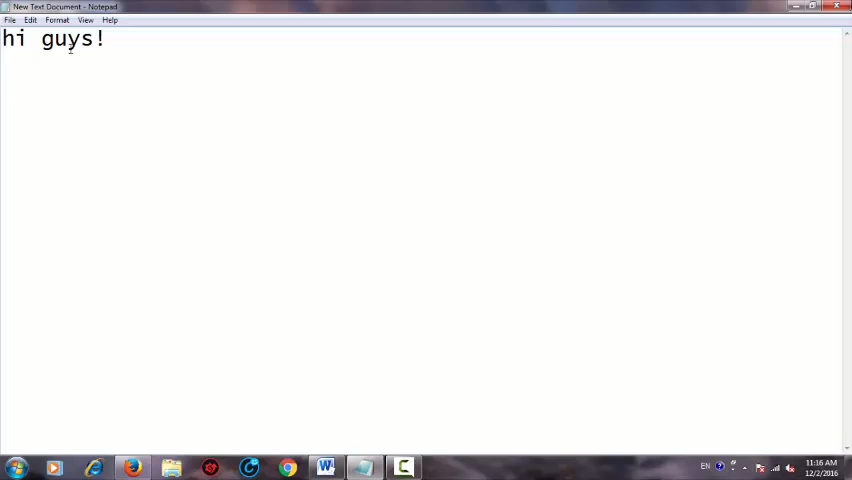 New Text Document - Notepad
File Edit Format View Help
hi guys!
EN
11:16 AM
12/2/2016